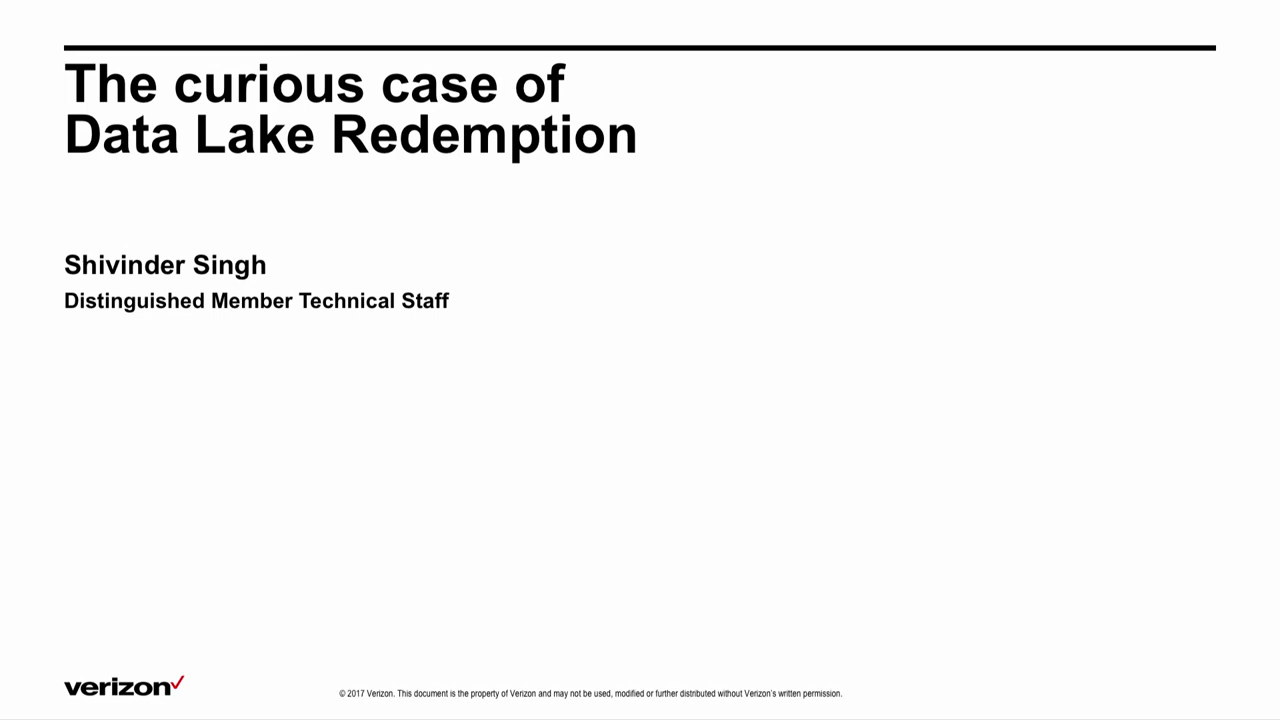 The curious case of
Data Lake Redemption
Shivinder Singh
Distinguished Member Technical Staff
verizon
© 2017 Verizon. This document is the property of Verizon and may not be used, modified or further distributed without Verizon's written permission.